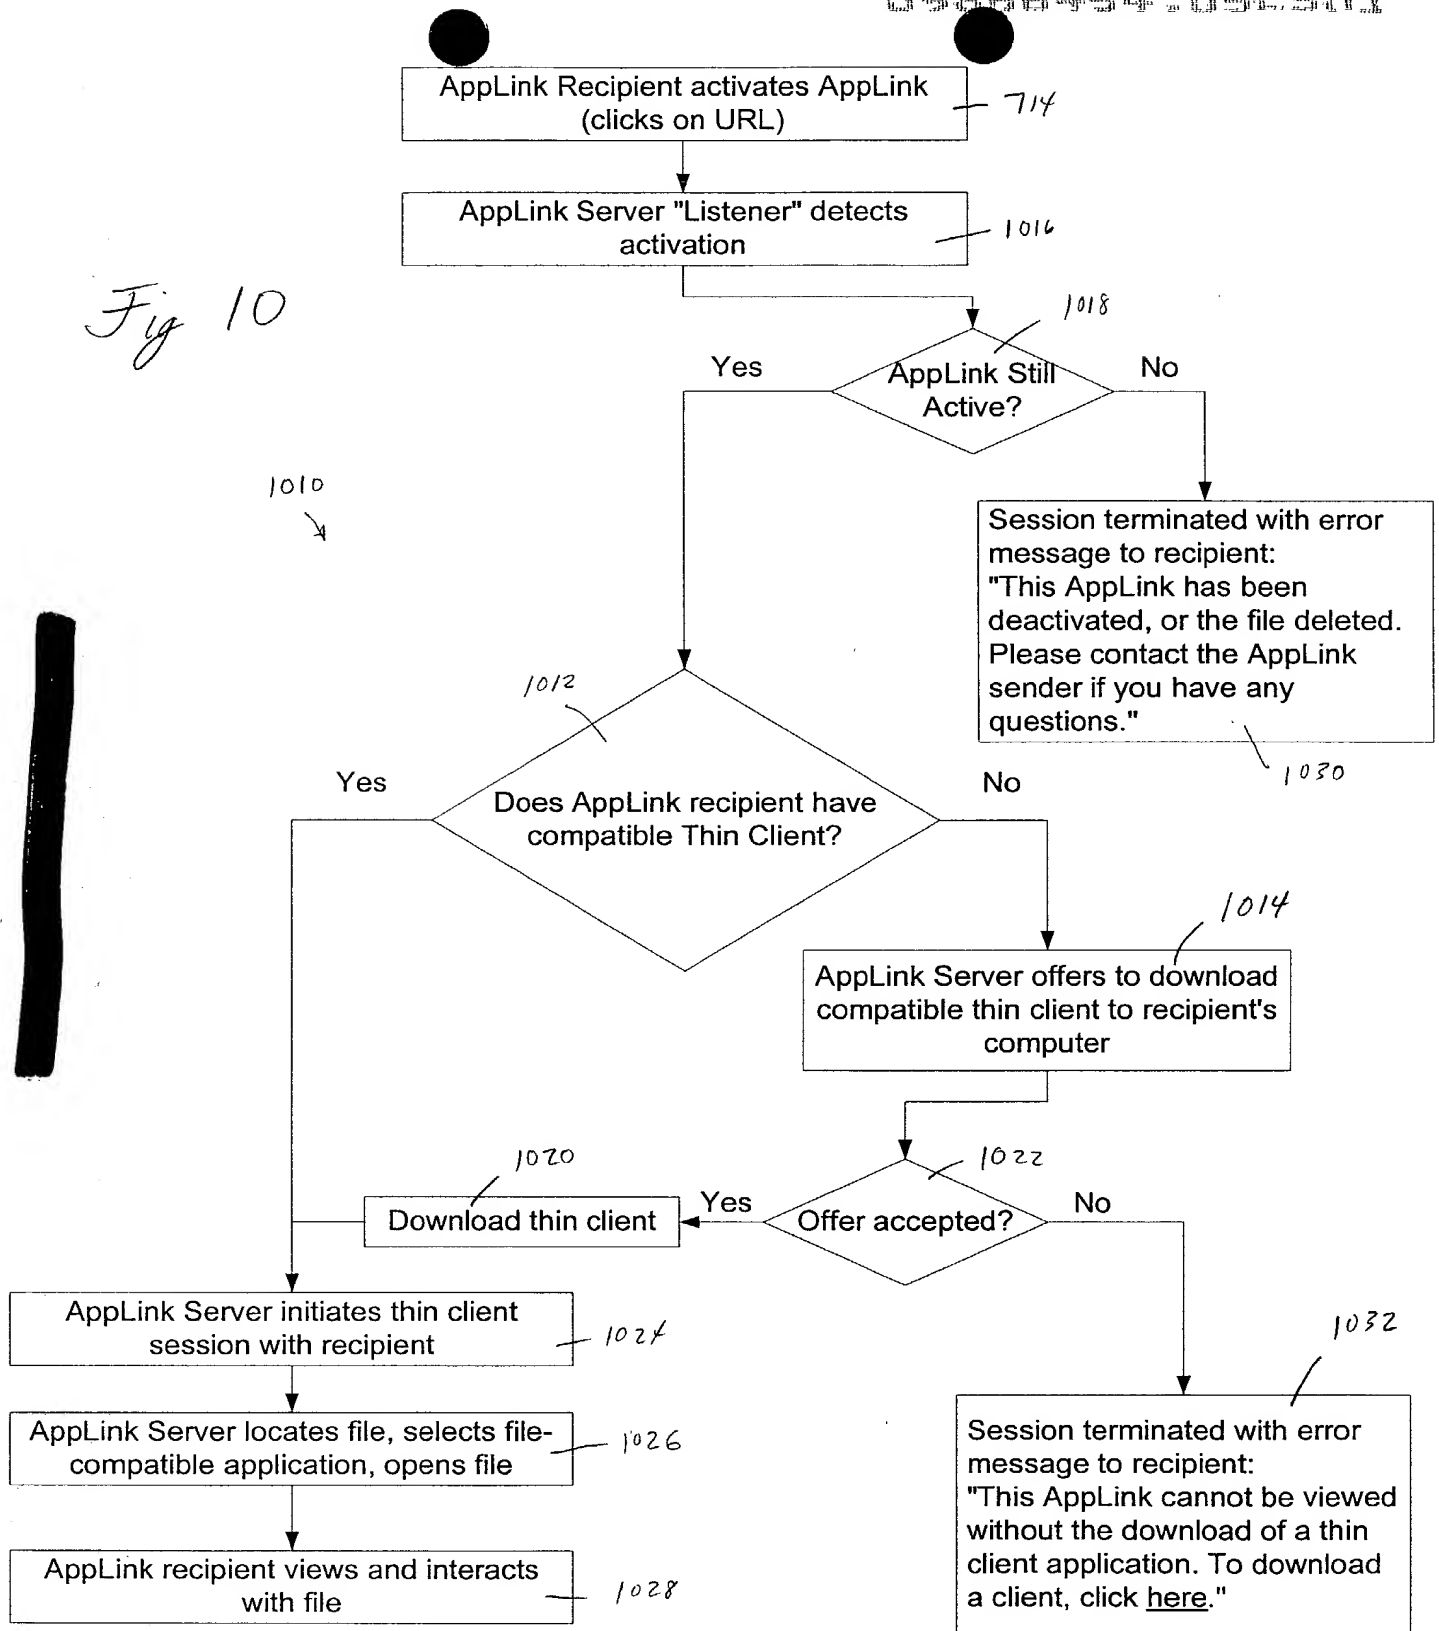 AppLink Recipient activates AppLink
(clicks on URL)
714
AppLink Server "Listener" detects
activation
1016
Fig 10
1018
Yes
AppLink Still
Active?
No
1010
Session terminated with error
message to recipient:
"This AppLink has been
deactivated, or the file deleted.
Please contact the AppLink
sender if you have any
questions."
1030
1012
Yes
Does AppLink recipient have
compatible Thin Client?
No
1014
AppLink Server offers to download
compatible thin client to recipient's
computer
1020
1022
Download thin client
Yes
Offer accepted?
No
AppLink Server initiates thin client
session with recipient
1024
1032
AppLink Server locates file, selects file-
compatible application, opens file
1026
Session terminated with error
message to recipient:
"This AppLink cannot be viewed
without the download of a thin
client application. To download
a client, click here."
AppLink recipient views and interacts
with file
1028